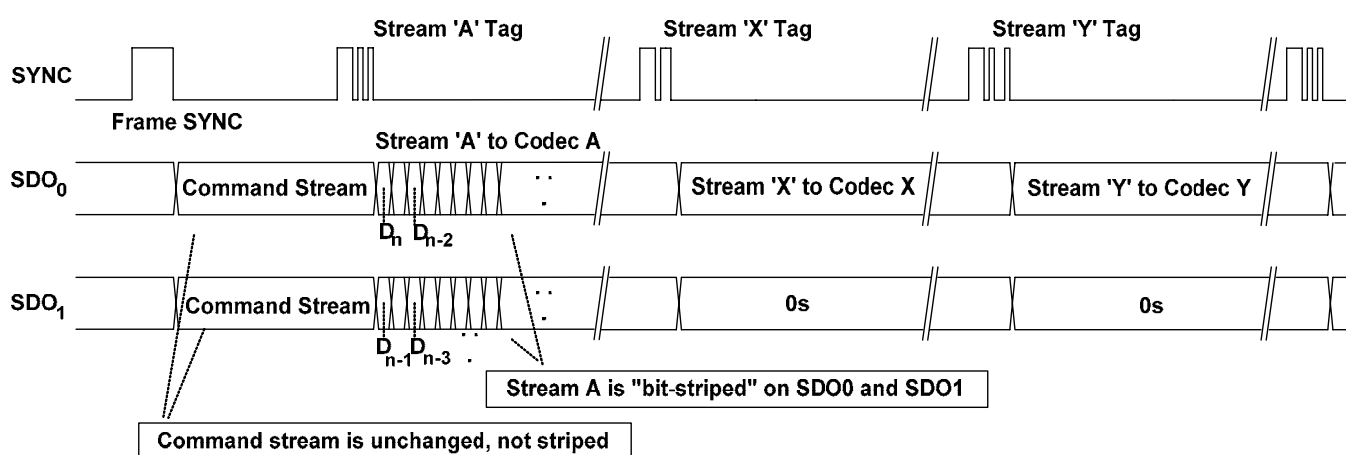 Stream 'A' Tag
Stream 'X' Tag
Stream 'Y' Tag
SYNC
Frame SYNC
Stream 'A' to Codec A
SDO0
Command Stream
Stream 'X' to Codec X
Stream 'Y' to Codec Y
Dn
Dn-2
SDO1
Command Stream
0s
0s
Dn-1
Dn-3
Stream A is "bit-striped" on SDO0 and SDO1
Command stream is unchanged, not striped